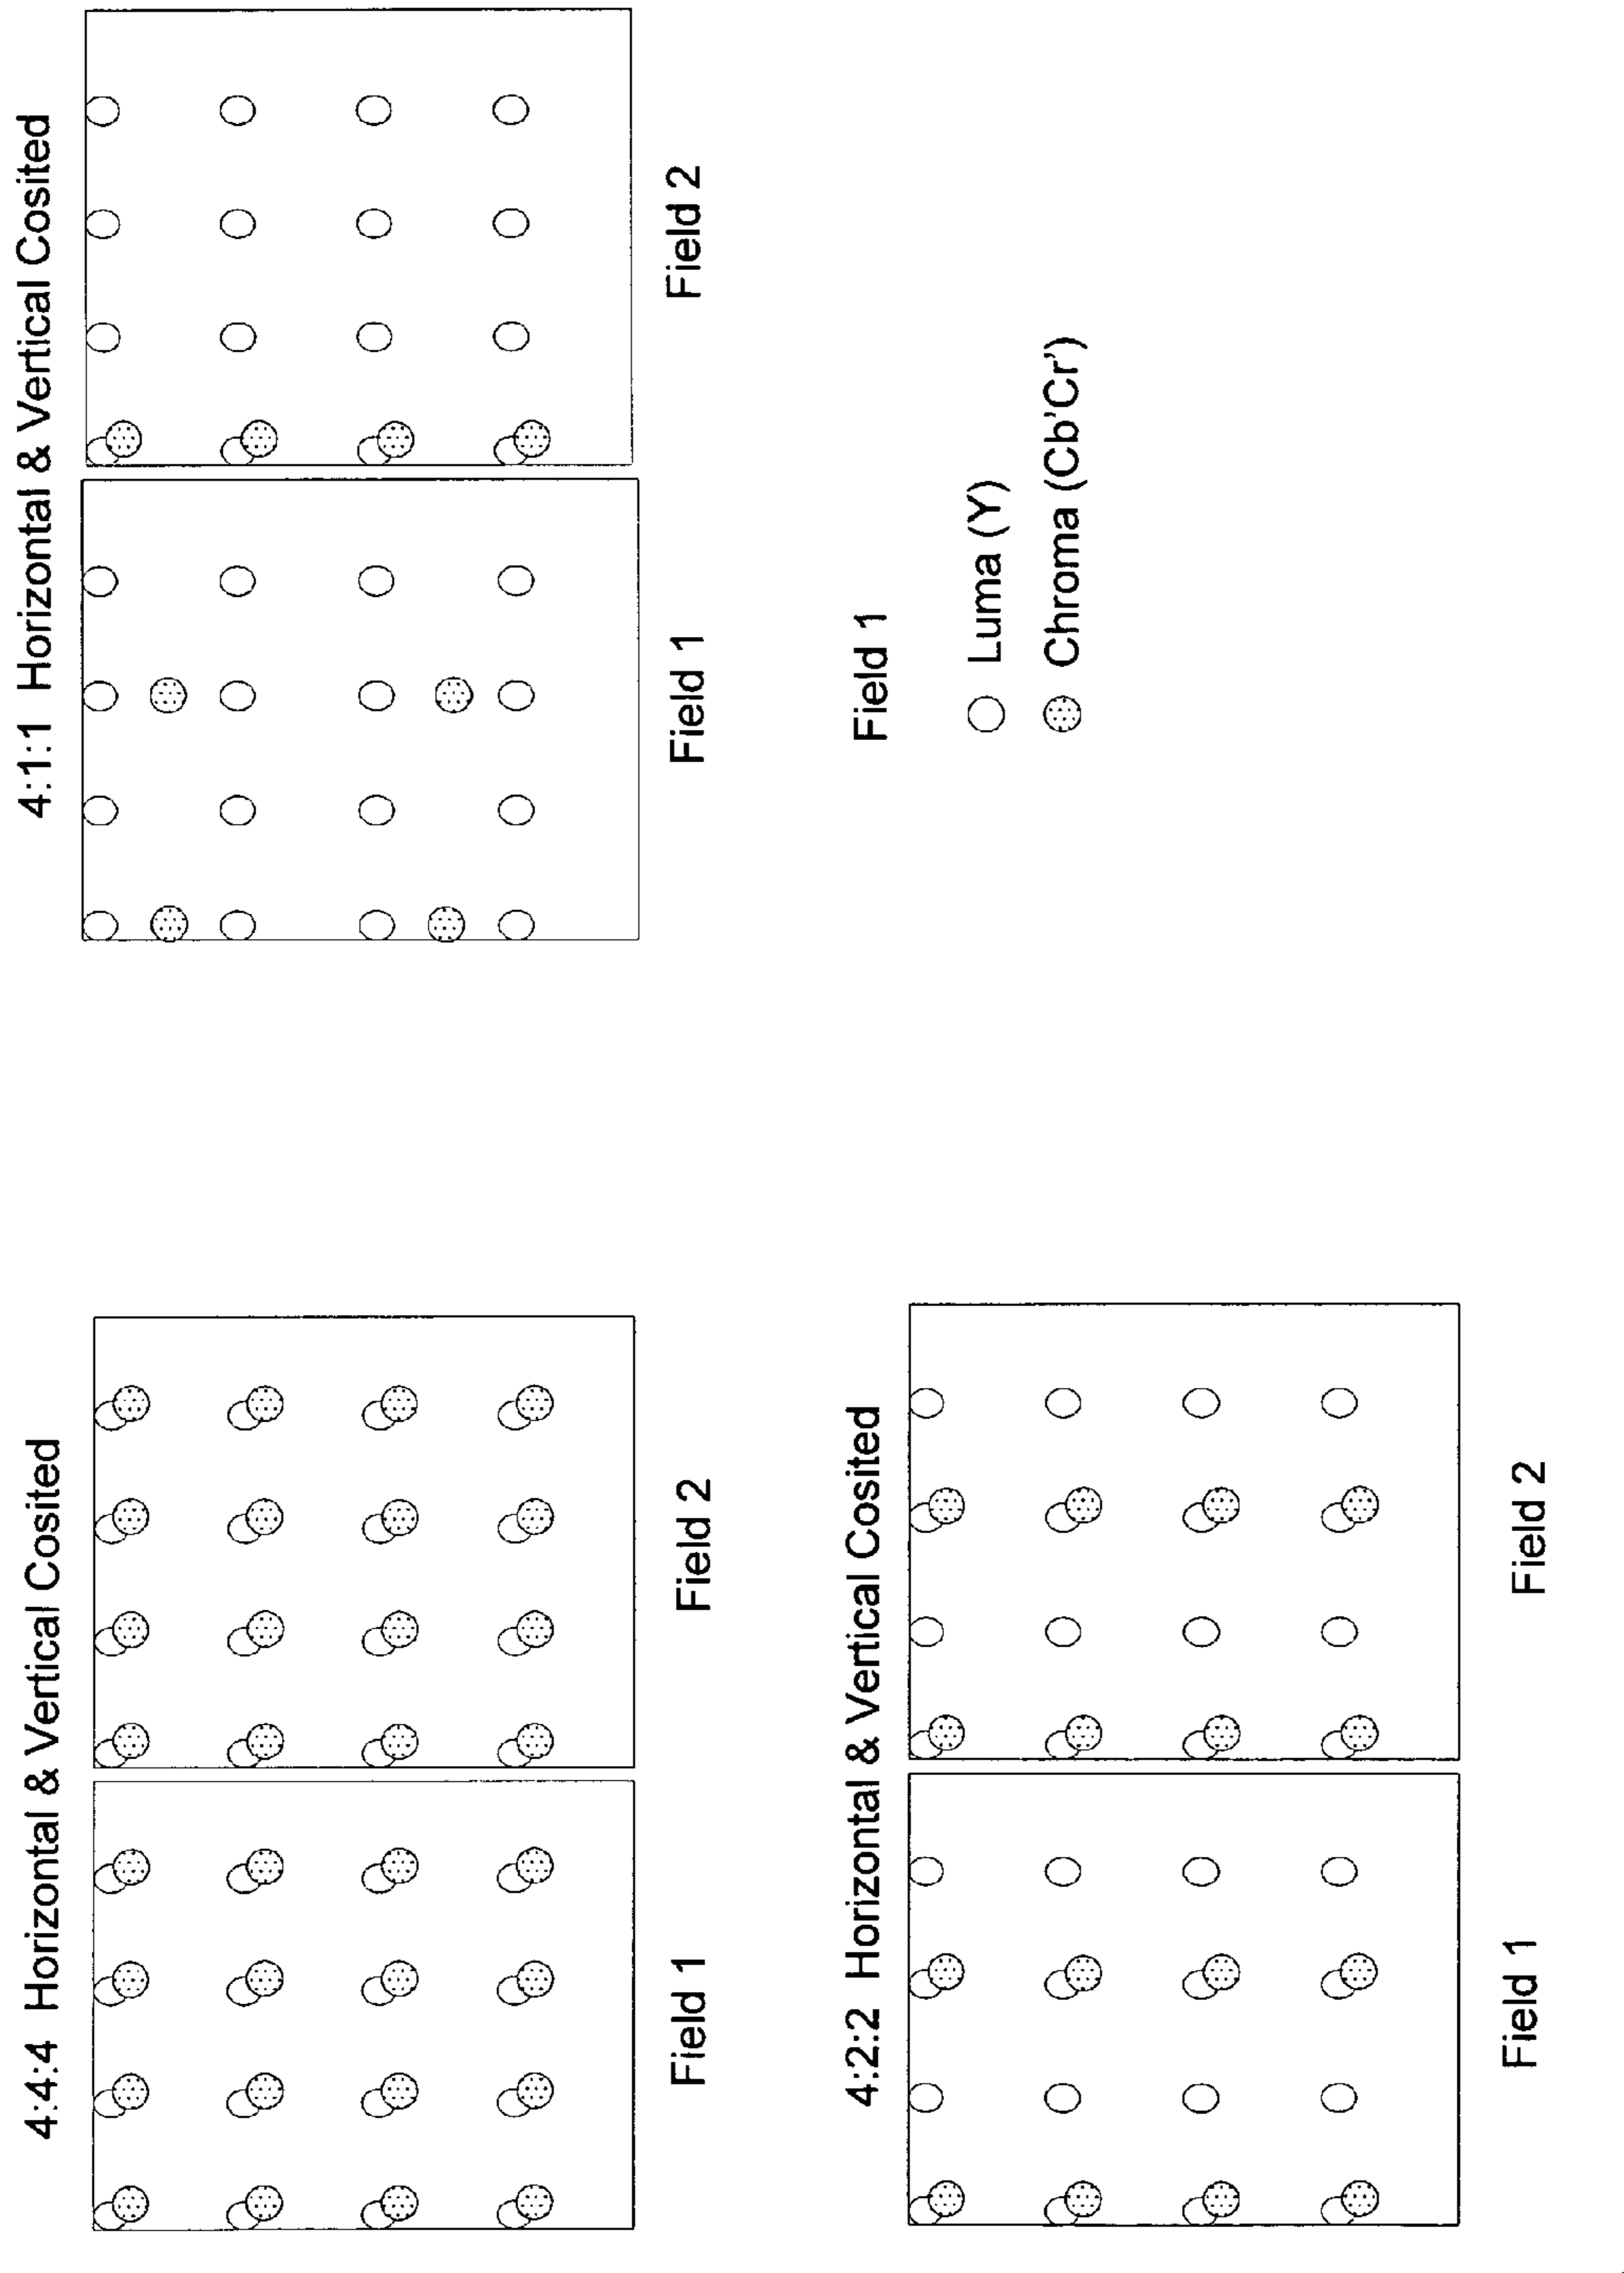 4:4:4 Horizontal & Vertical Cosited
Field 1
Field 2
4:1:1 Horizontal & Vertical Cosited
Field 1
Field 2
4:2:2 Horizontal & Vertical Cosited
Field 1
Field 2
Field 1
Luma (Y)
Chroma (Cb'Cr')